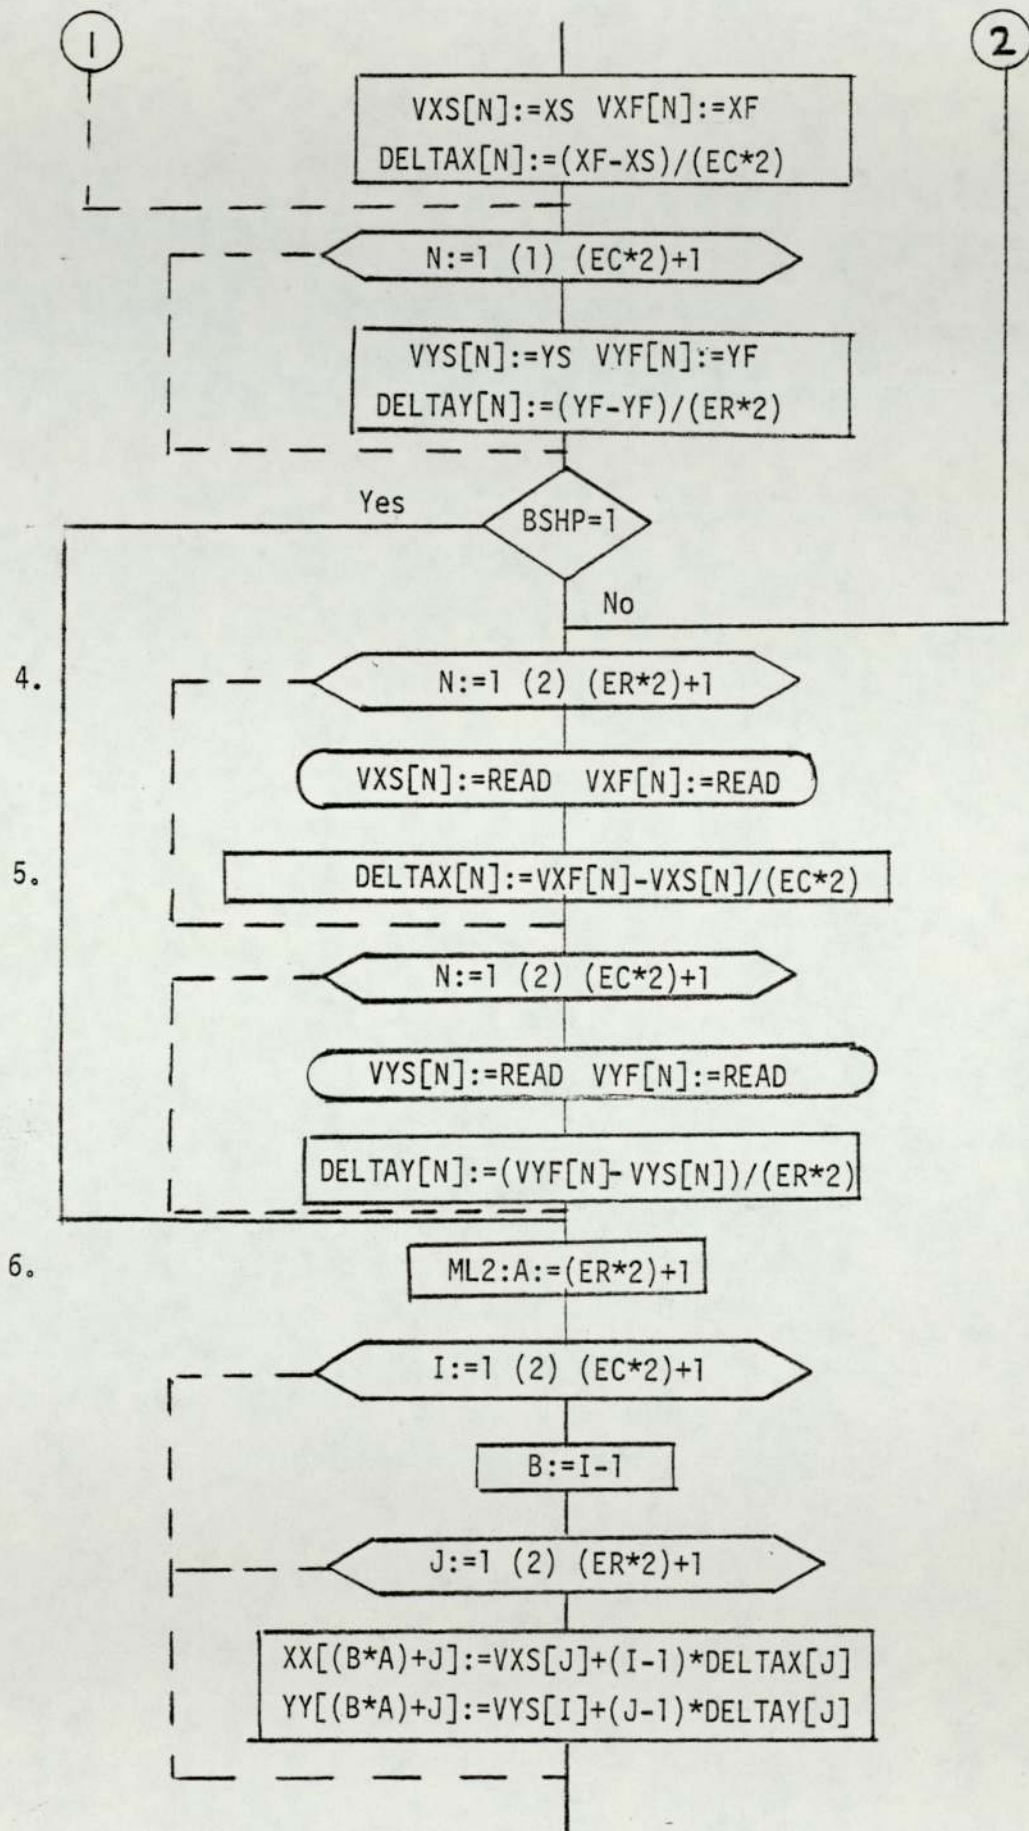 1
2
VXS[N]:=XS VXF[N]:=XF
DELTAX[N]:=(XF-XS)/(EC*2)
N:=1 (1) (EC*2)+1
VYS[N]:=YS VYF[N]:=YF
DELTAY[N]:=(YF-YF)/(ER*2)
Yes
BSHP=1
No
4.
N:=1 (2) (ER*2)+1
VXS[N]:=READ VXF[N]:=READ
5.
DELTAX[N]:=VXF[N]-VXS[N]/(EC*2)
N:=1 (2) (EC*2)+1
VYS[N]:=READ VYF[N]:=READ
DELTAY[N]:=(VYF[N]-VYS[N])/(ER*2)
6.
ML2:A:=(ER*2)+1
I:=1 (2) (EC*2)+1
B:=I-1
J:=1 (2) (ER*2)+1
XX[(B*A)+J]:=VXS[J]+(I-1)*DELTAX[J]
YY[(B*A)+J]:=VYS[I]+(J-1)*DELTAY[J]